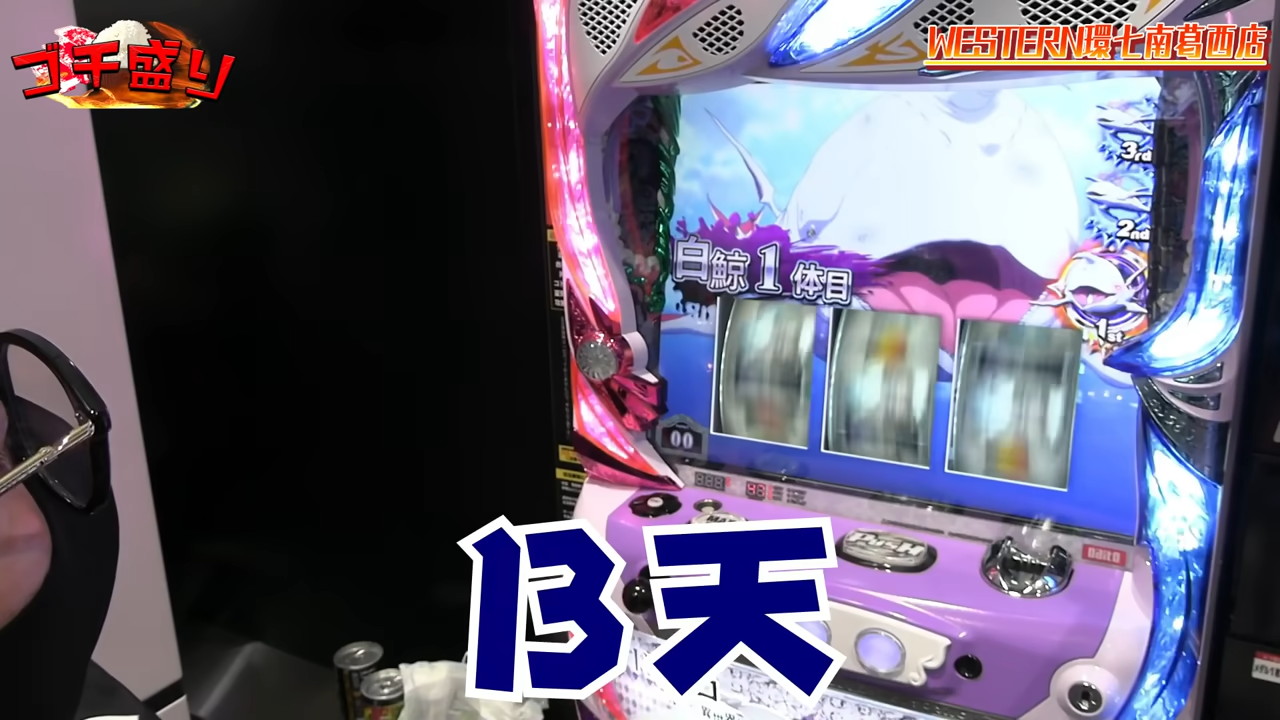 ゴチ盛り
WESTERN環七南葛西店
3rd
2nd
1st
白鯨1体目
00
PUSH
Daito
13天